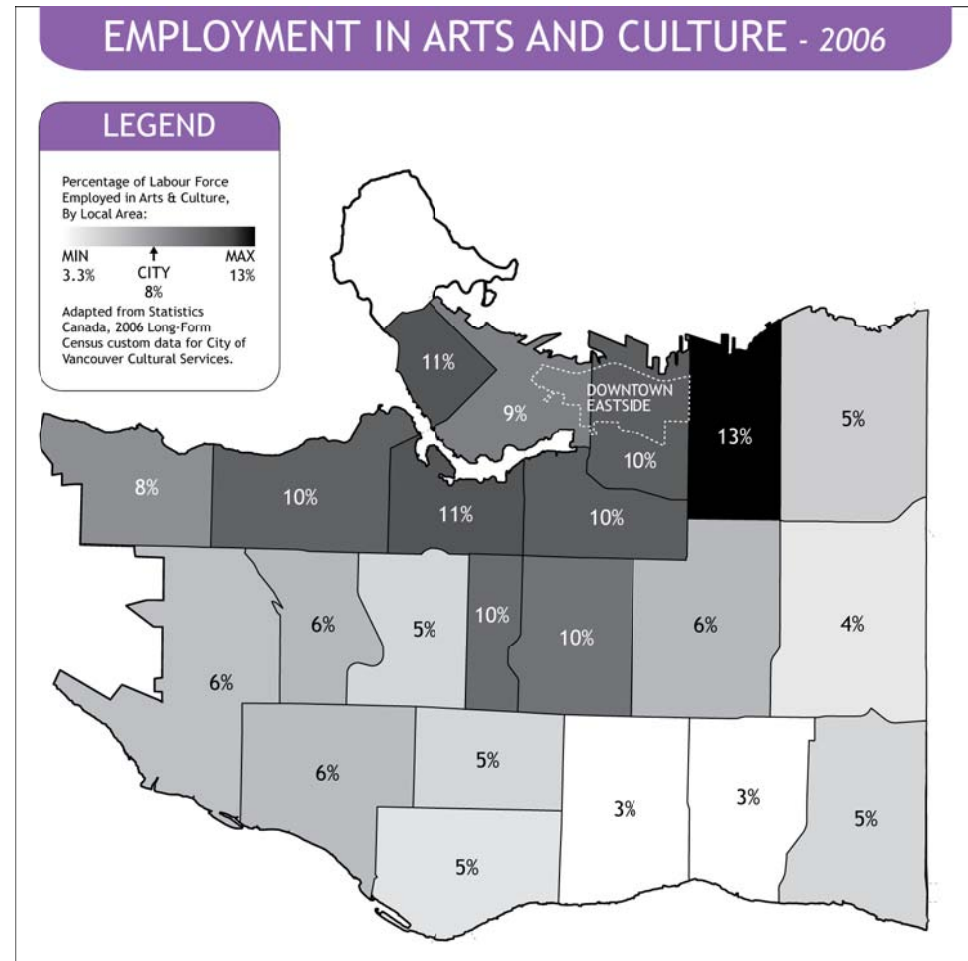 EMPLOYMENT IN ARTS AND CULTURE - 2006
LEGEND
Percentage of Labour Force
Employed in Arts & Culture,
By Local Area:
MIN
3.3%
CITY
8%
MAX
13%
Adapted from Statistics
Canada, 2006 Long-Form
Census custom data for City of
Vancouver Cultural Services.
11%
9%
DOWNTOWN
EASTSIDE
10%
13%
5%
8%
10%
11%
10%
6%
6%
5%
10%
10%
6%
4%
6%
5%
5%
3%
3%
5%